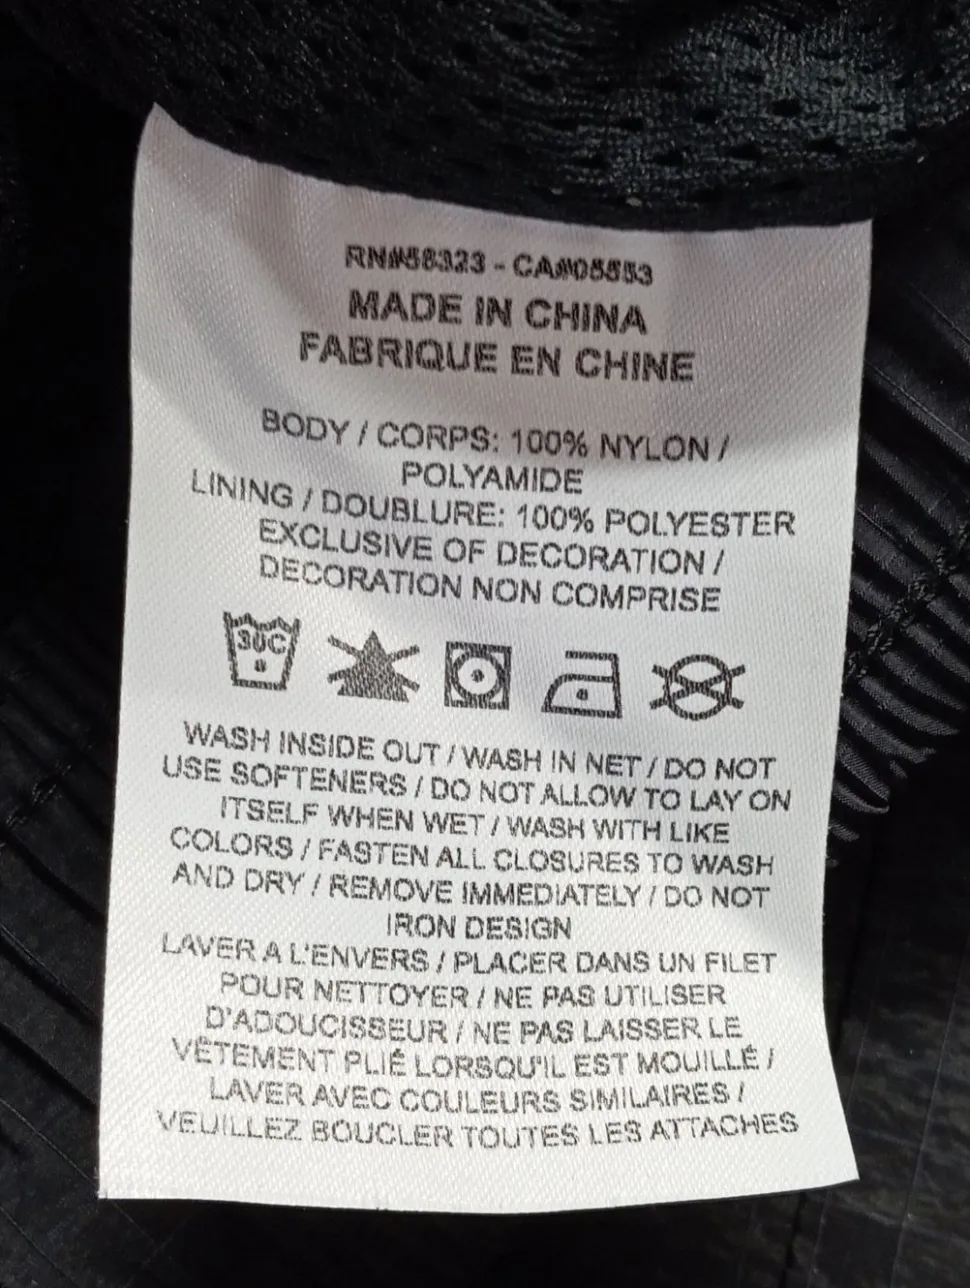 RN#58323 - CA#05553
MADE IN CHINA
FABRIQUE EN CHINE
BODY / CORPS: 100% NYLON /
POLYAMIDE
LINING / DOUBLURE: 100% POLYESTER
EXCLUSIVE OF DECORATION /
DECORATION NON COMPRISE
30C
WASH INSIDE OUT / WASH IN NET / DO NOT
USE SOFTENERS / DO NOT ALLOW TO LAY ON
ITSELF WHEN WET / WASH WITH LIKE
COLORS / FASTEN ALL CLOSURES TO WASH
AND DRY / REMOVE IMMEDIATELY / DO NOT
IRON DESIGN
LAVER A L'ENVERS / PLACER DANS UN FILET
POUR NETTOYER / NE PAS UTILISER
D'ADOUCISSEUR / NE PAS LAISSER LE
VÊTEMENT PLIÉ LORSQU'IL EST MOUILLÉ /
LAVER AVEC COULEURS SIMILAIRES /
VEUILLEZ BOUCLER TOUTES LES ATTACHES